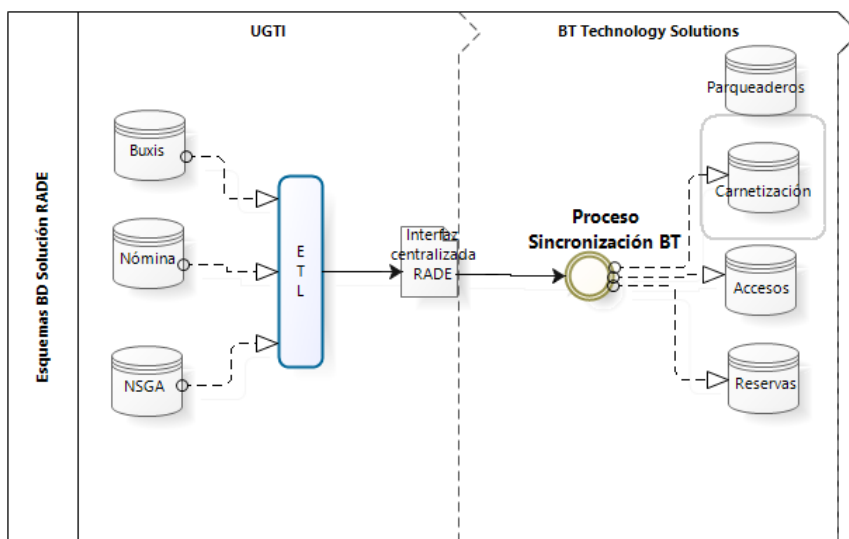 UGTI
BT Technology Solutions
Esquemas BD Solución RADE
Parqueaderos
Buxis
Carnetización
Nómina
E
T
L
Interfaz
centralizada
RADE
Proceso
Sincronización BT
Accesos
NSGA
Reservas